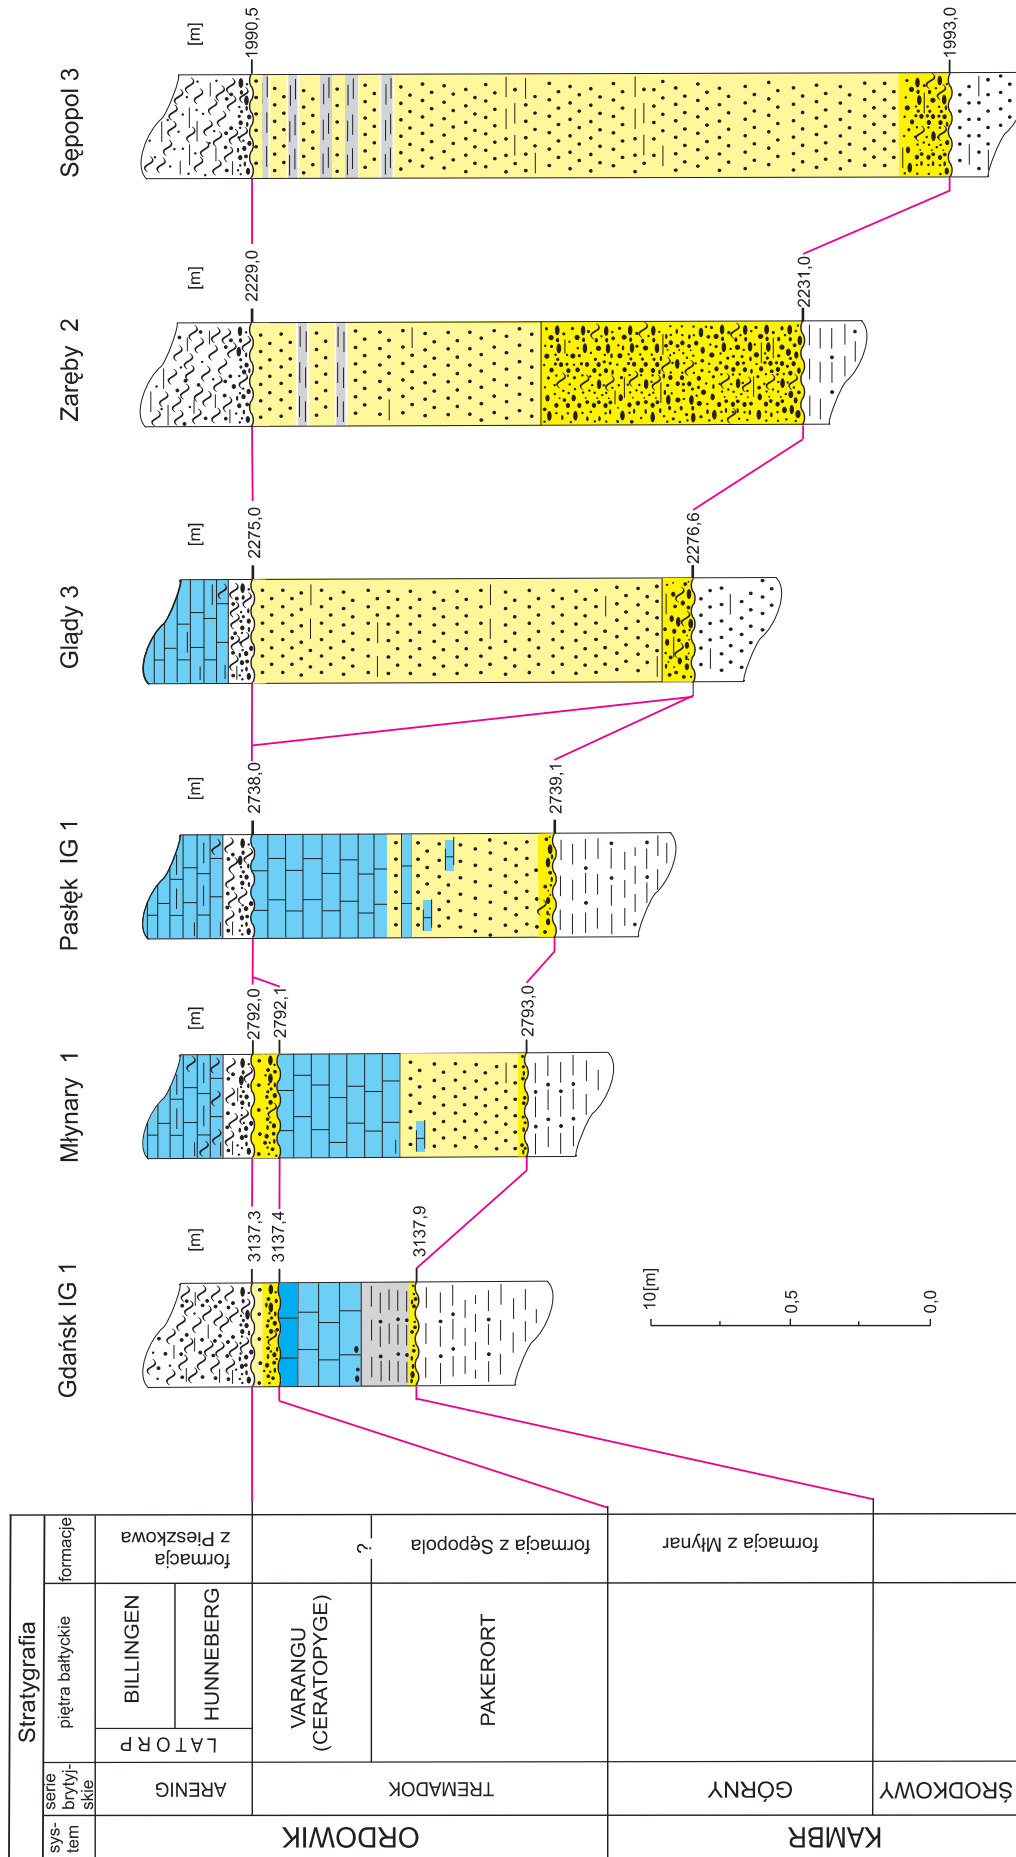 Gdańsk IG 1
Młynary 1
Pasłęk IG 1
Glądy 3
Zaręby 2
Sępopol 3
[m]
[m]
[m]
[m]
[m]
[m]
3137,3
3137,4
3137,9
2792,0
2792,1
2793,0
2738,0
2739,1
2275,0
2276,6
2229,0
2231,0
1990,5
1993,0
10[m]
0,5
0,0
Stratygrafia
sys-
tem
serie
brytyj-
skie
piętra bałtyckie
formacje
ORDOWIK
KAMBR
ARENIG
TREMADOK
GÓRNY
ŚRODKOWY
LATORP
BILLINGEN
HUNNEBERG
VARANGU
(CERATOPYGE)
PAKERORT
formacja
z Pieszkowa
?
formacja z Sępopola
formacja z Młynar